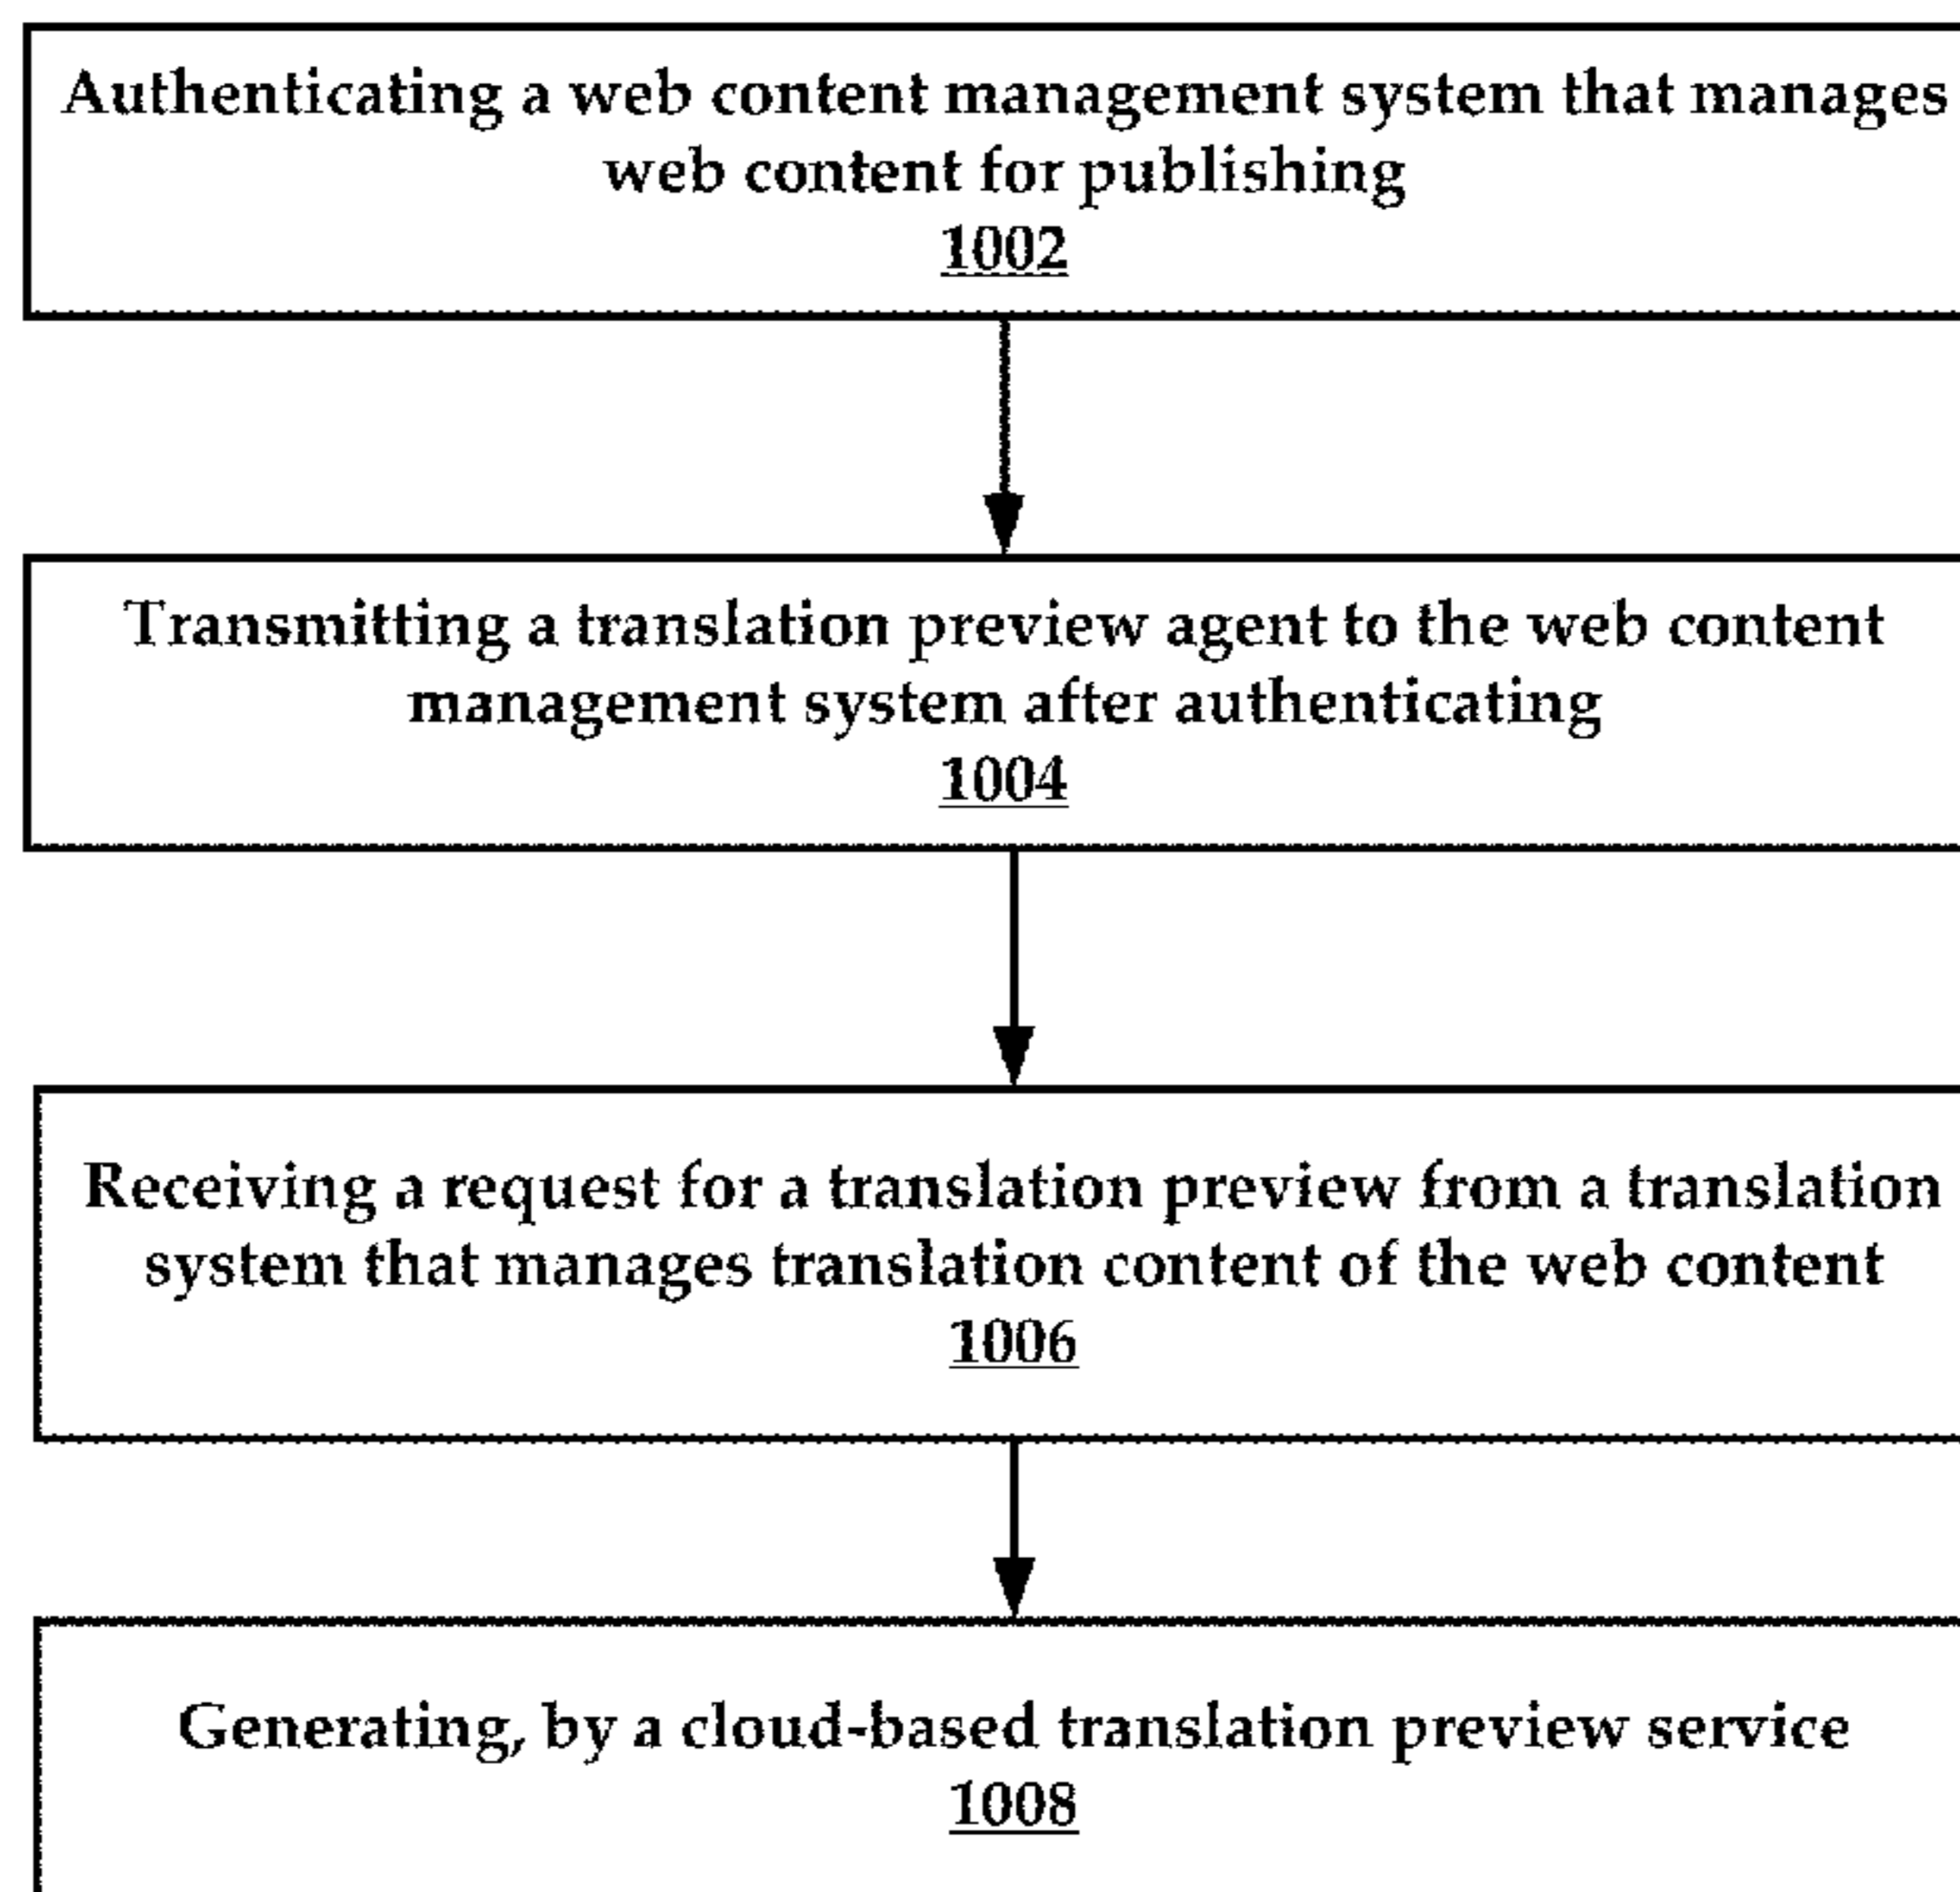 Authenticating a web content management system that manages
web content for publishing
1002
Transmitting a translation preview agent to the web content
management system after authenticating
1004
Receiving a request for a translation preview from a translation
system that manages translation content of the web content
1006
Generating, by a cloud-based translation preview service
1008